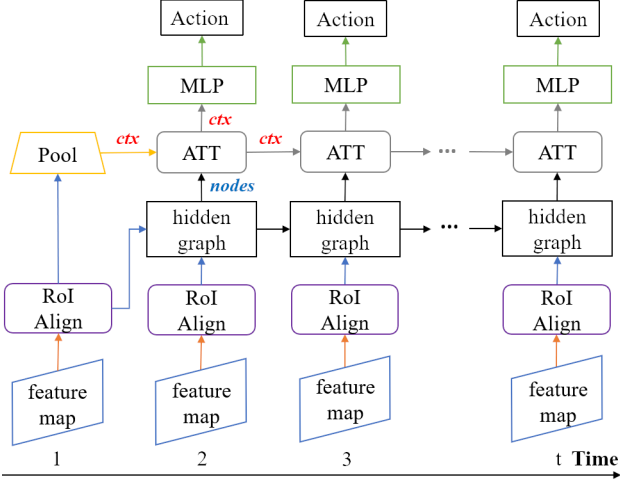 Action
Action
Action
MLP
MLP
MLP
ctx
ctx
ctx
Pool
ATT
ATT
...
ATT
nodes
hidden
graph
hidden
graph
...
hidden
graph
RoI
Align
RoI
Align
RoI
Align
RoI
Align
feature
map
feature
map
feature
map
feature
map
1
2
3
t
Time